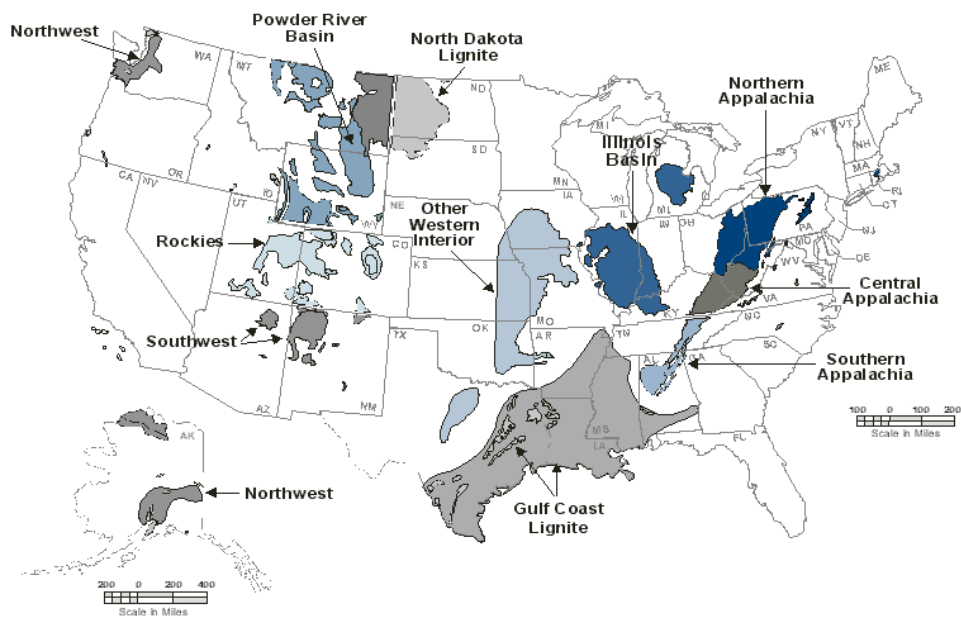 Powder River
Basin
Northwest
North Dakota
Lignite
Northern
Appalachia
Illinois
Basin
Other
Western
Interior
Rockies
Central
Appalachia
Southwest
Southern
Appalachia
Gulf Coast
Lignite
Northwest
WA
MT
ND
ME
MI
NY
VT
NH
SD
OR
MA
CA
NV
MN
WI
RI
ID
IA
CT
UT
NE
IL
MI
IN
OH
WY
PA
NJ
CO
MD
KS
WV
DE
KY
VA
NC
OK
MO
TX
AR
TN
SC
AL
GA
AZ
NM
MS
LA
FL
AK
100 0 100 200
Scale in Miles
200 0 200 400
Scale in Miles